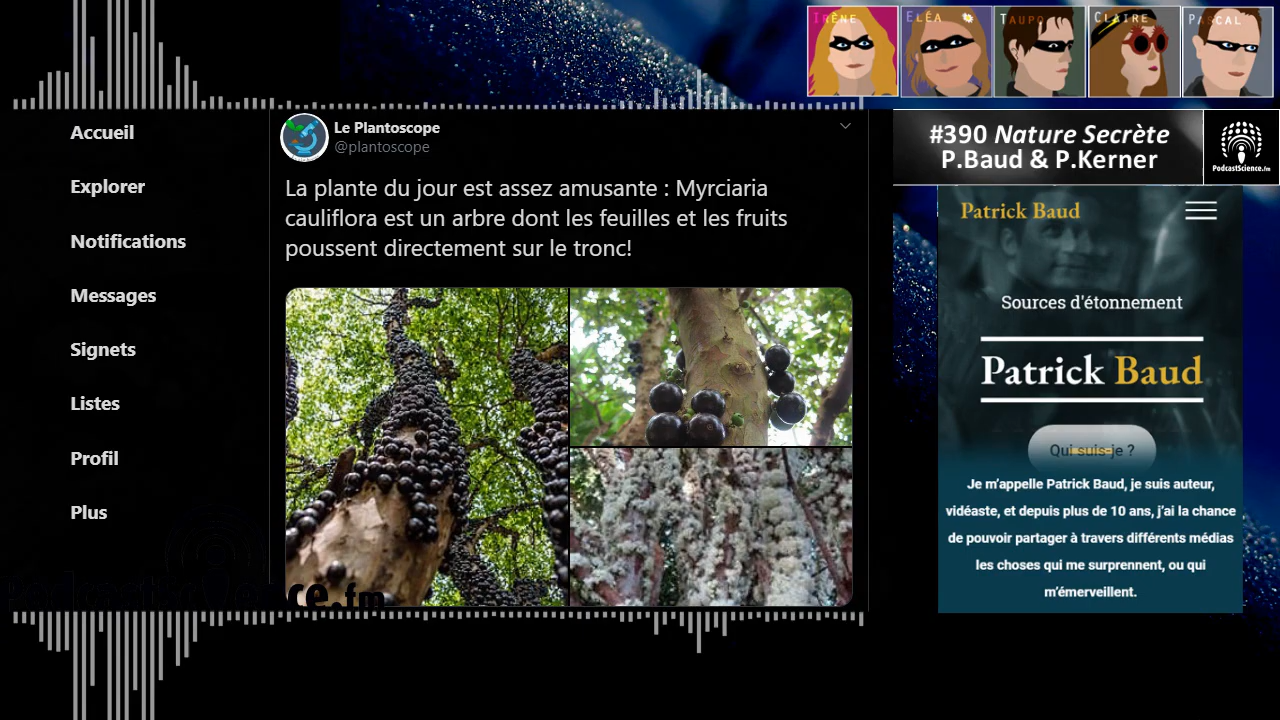 IRÈNE
ELÉA
TAUPO
CLAIRE
PASCAL
Accueil
Explorer
Notifications
Messages
Signets
Listes
Profil
Plus
Le Plantoscope
@plantoscope
La plante du jour est assez amusante : Myrciaria
cauliflora est un arbre dont les feuilles et les fruits
poussent directement sur le tronc!
PodcastScience.fm
#390 Nature Secrète
P.Baud & P.Kerner
PodcastScience.fm
Patrick Baud
Sources d'étonnement
Patrick Baud
Qui suis-je ?
Je m'appelle Patrick Baud, je suis auteur,
vidéaste, et depuis plus de 10 ans, j'ai la chance
de pouvoir partager à travers différents médias
les choses qui me surprennent, ou qui
m'émerveillent.